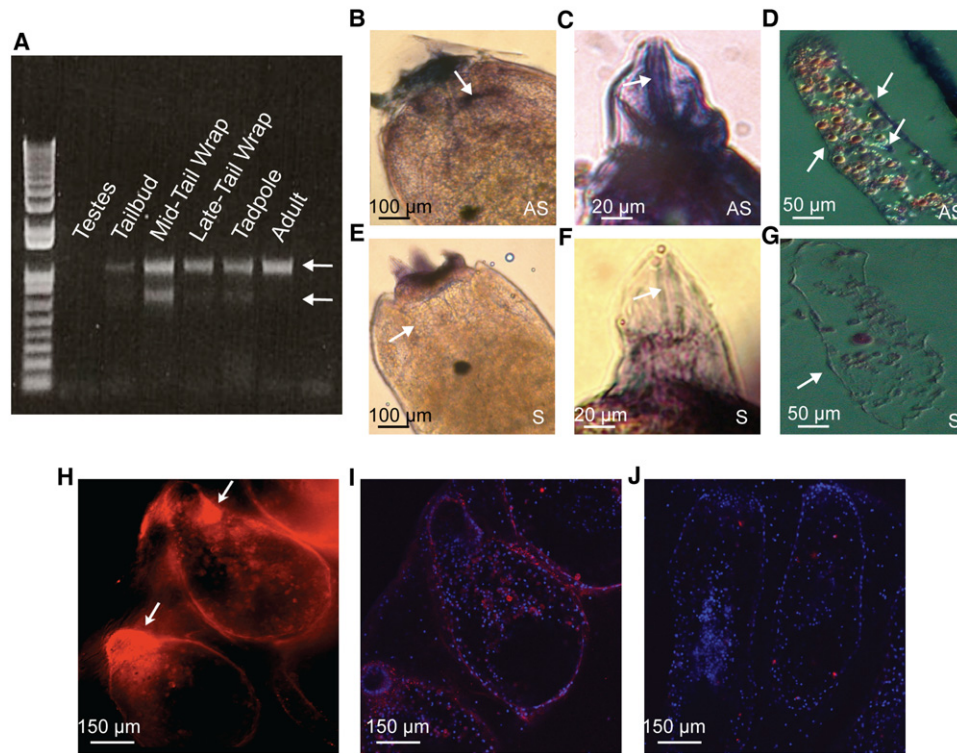 A
Testes
Tailbud
Mid-Tail Wrap
Late-Tail Wrap
Tadpole
Adult
B
100 µm
AS
C
20 µm
AS
D
50 µm
AS
E
100 µm
S
F
20 µm
S
G
50 µm
S
H
150 µm
I
150 µm
J
150 µm